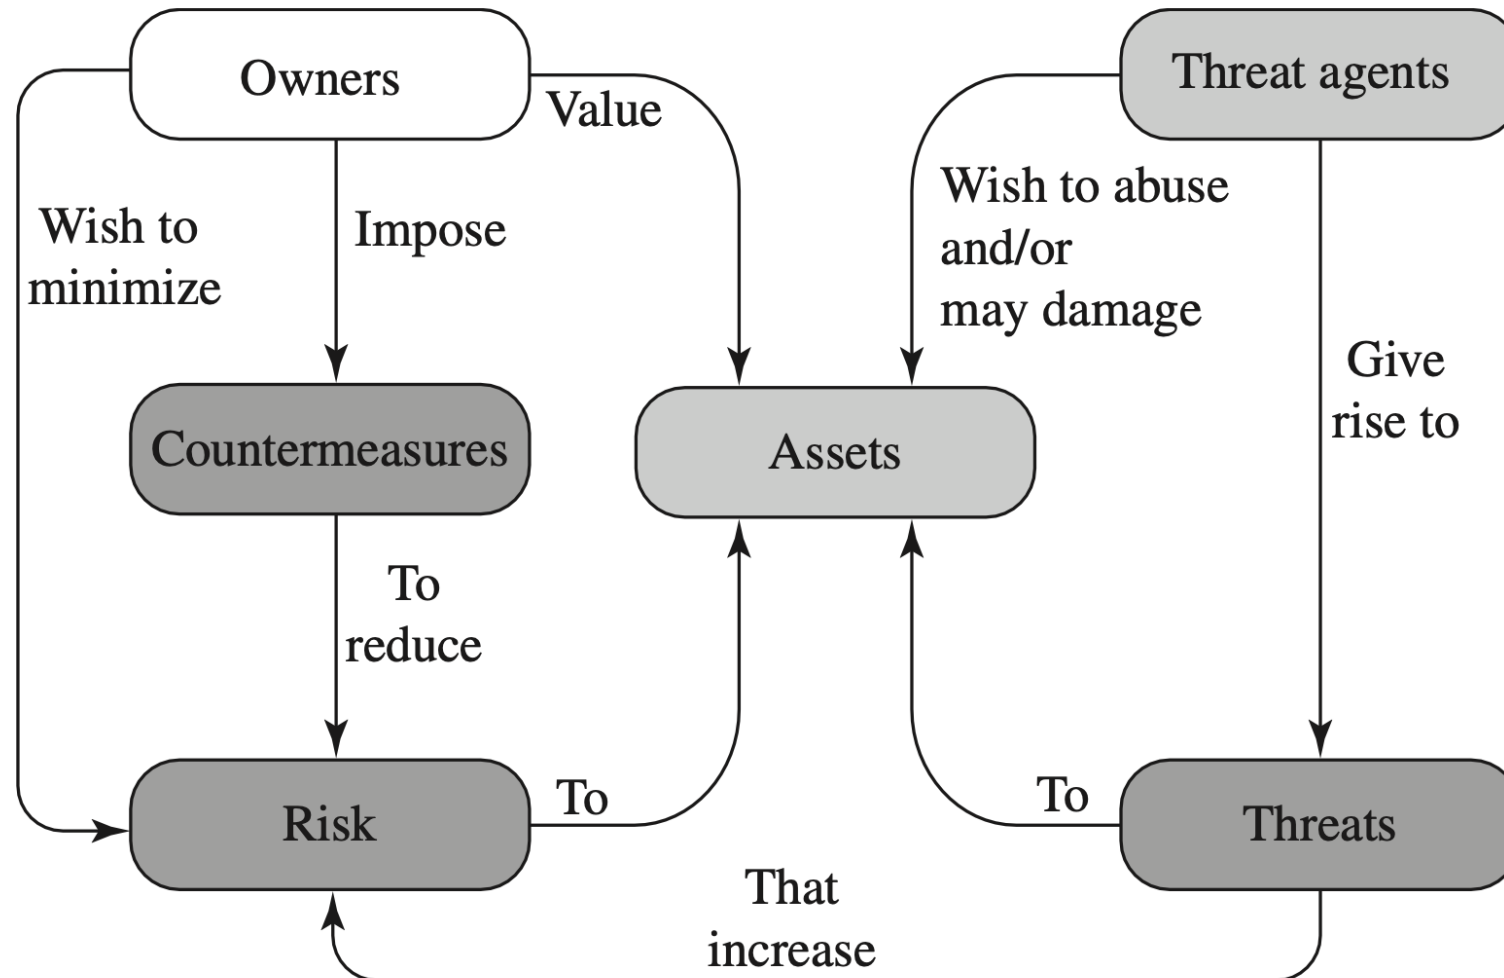 Owners
Value
Threat agents
Wish to
minimize
Impose
Wish to abuse
and/or
may damage
Give
rise to
Countermeasures
Assets
To
reduce
Risk
To
To
Threats
That
increase